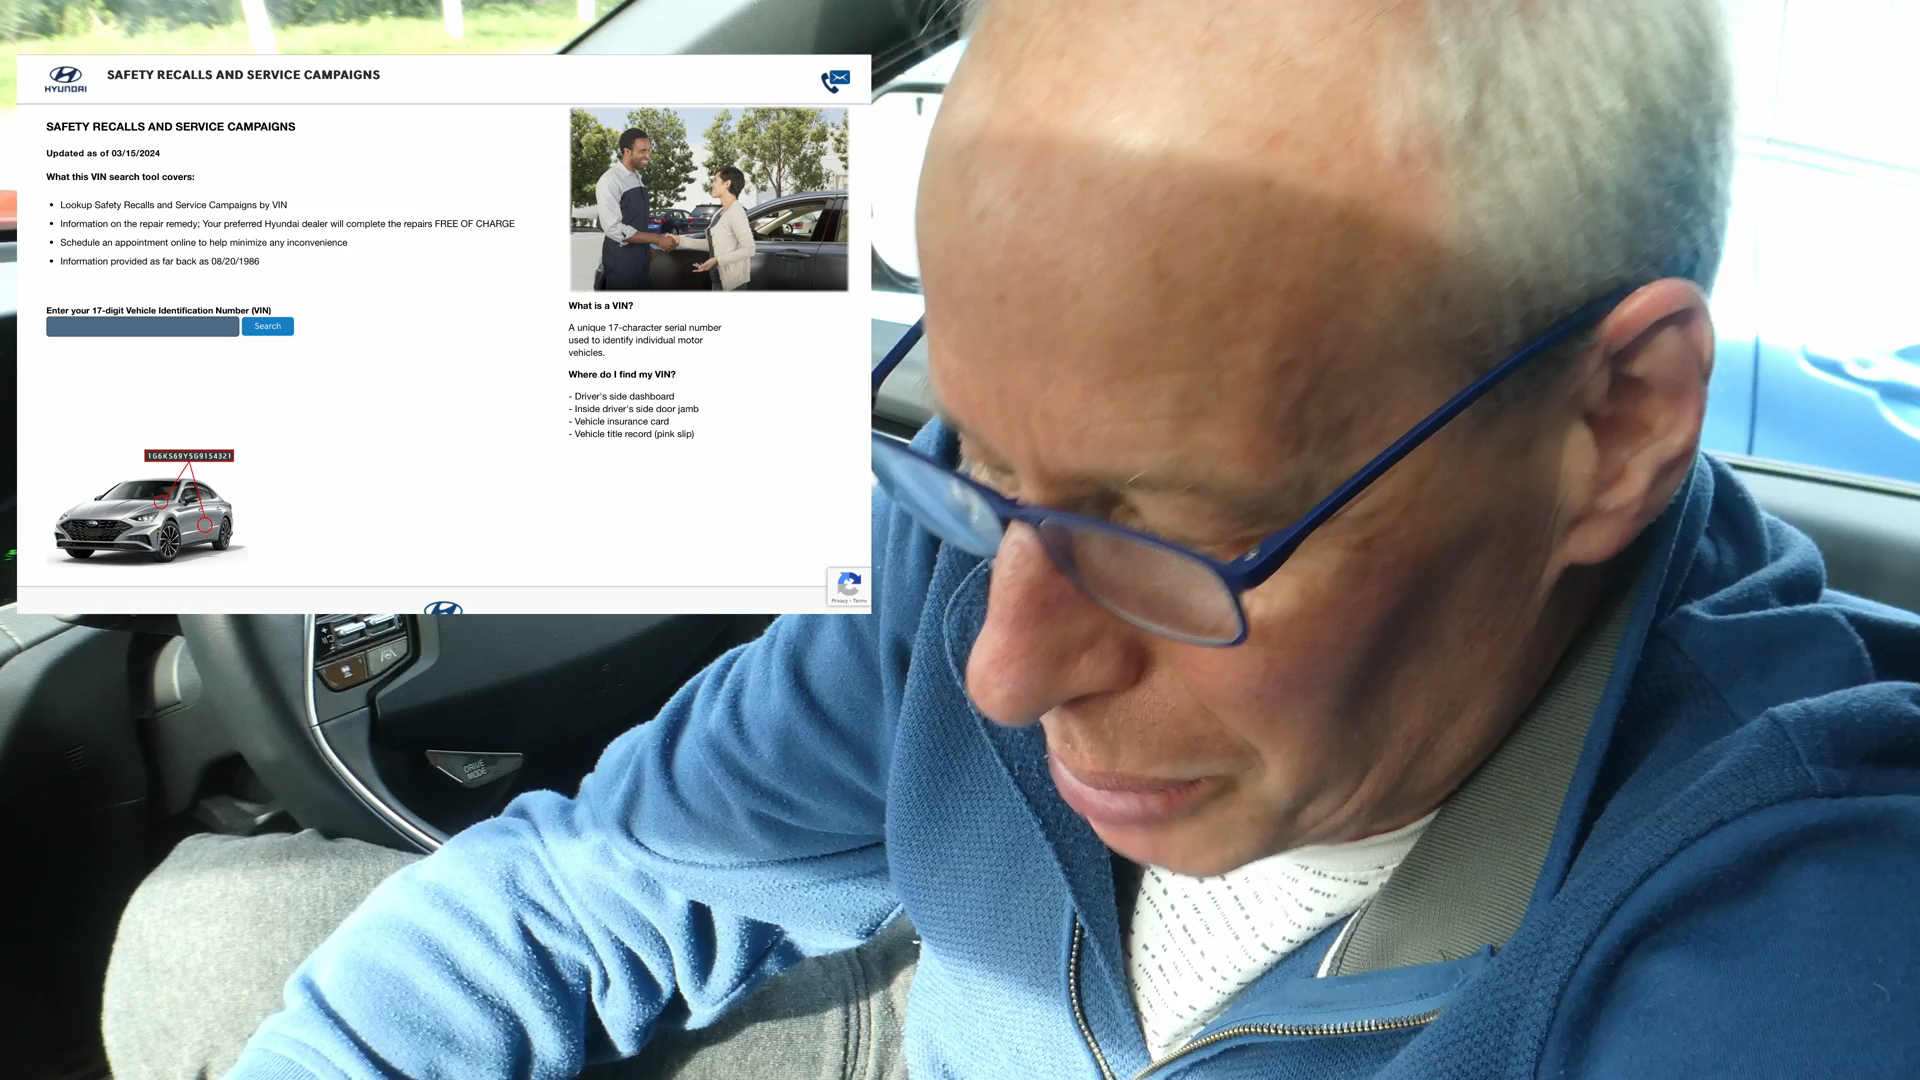 HYUNDAI
SAFETY RECALLS AND SERVICE CAMPAIGNS
SAFETY RECALLS AND SERVICE CAMPAIGNS
Updated as of 03/15/2024
What this VIN search tool covers:
• Lookup Safety Recalls and Service Campaigns by VIN
• Information on the repair remedy; Your preferred Hyundai dealer will complete the repairs FREE OF CHARGE
• Schedule an appointment online to help minimize any inconvenience
• Information provided as far back as 08/20/1986
Enter your 17-digit Vehicle Identification Number (VIN)
Search
1G6KS69Y5G9154321
What is a VIN?
A unique 17-character serial number
used to identify individual motor
vehicles.
Where do I find my VIN?
- Driver's side dashboard
- Inside driver's side door jamb
- Vehicle insurance card
- Vehicle title record (pink slip)
Privacy - Terms
DRIVE
MODE